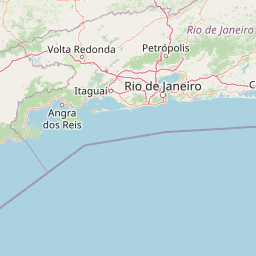 Rio de Janeiro
Petrópolis
Volta Redonda
Itaguaí
Rio de Janeiro
Angra
dos Reis